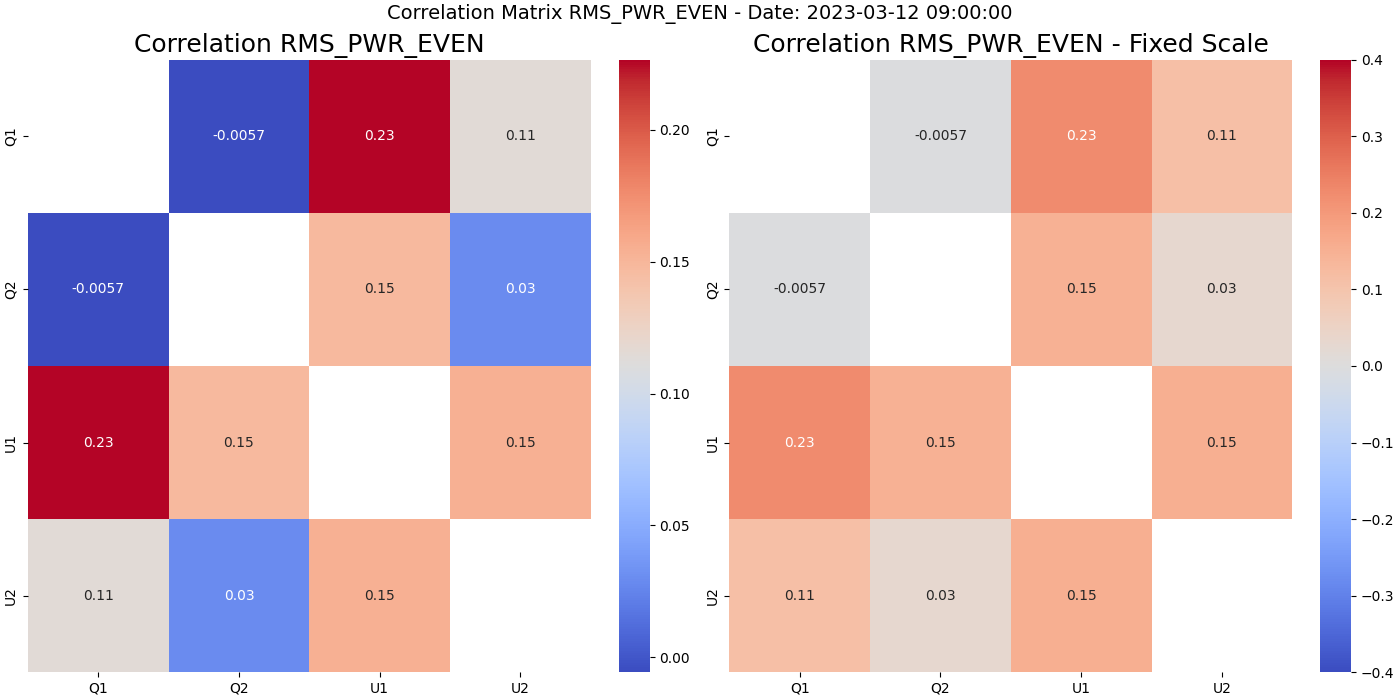 Correlation Matrix RMS_PWR_EVEN - Date: 2023-03-12 09:00:00
Correlation RMS_PWR_EVEN
Q1
-0.0057
0.23
0.11
Q2
-0.0057
0.15
0.03
U1
0.23
0.15
0.15
U2
0.11
0.03
0.15
Q1
Q2
U1
U2
0.20
0.15
0.10
0.05
0.00
Correlation RMS_PWR_EVEN - Fixed Scale
Q1
-0.0057
0.23
0.11
Q2
-0.0057
0.15
0.03
U1
0.23
0.15
0.15
U2
0.11
0.03
0.15
Q1
Q2
U1
U2
0.4
0.3
0.2
0.1
0.0
−0.1
−0.2
−0.3
−0.4